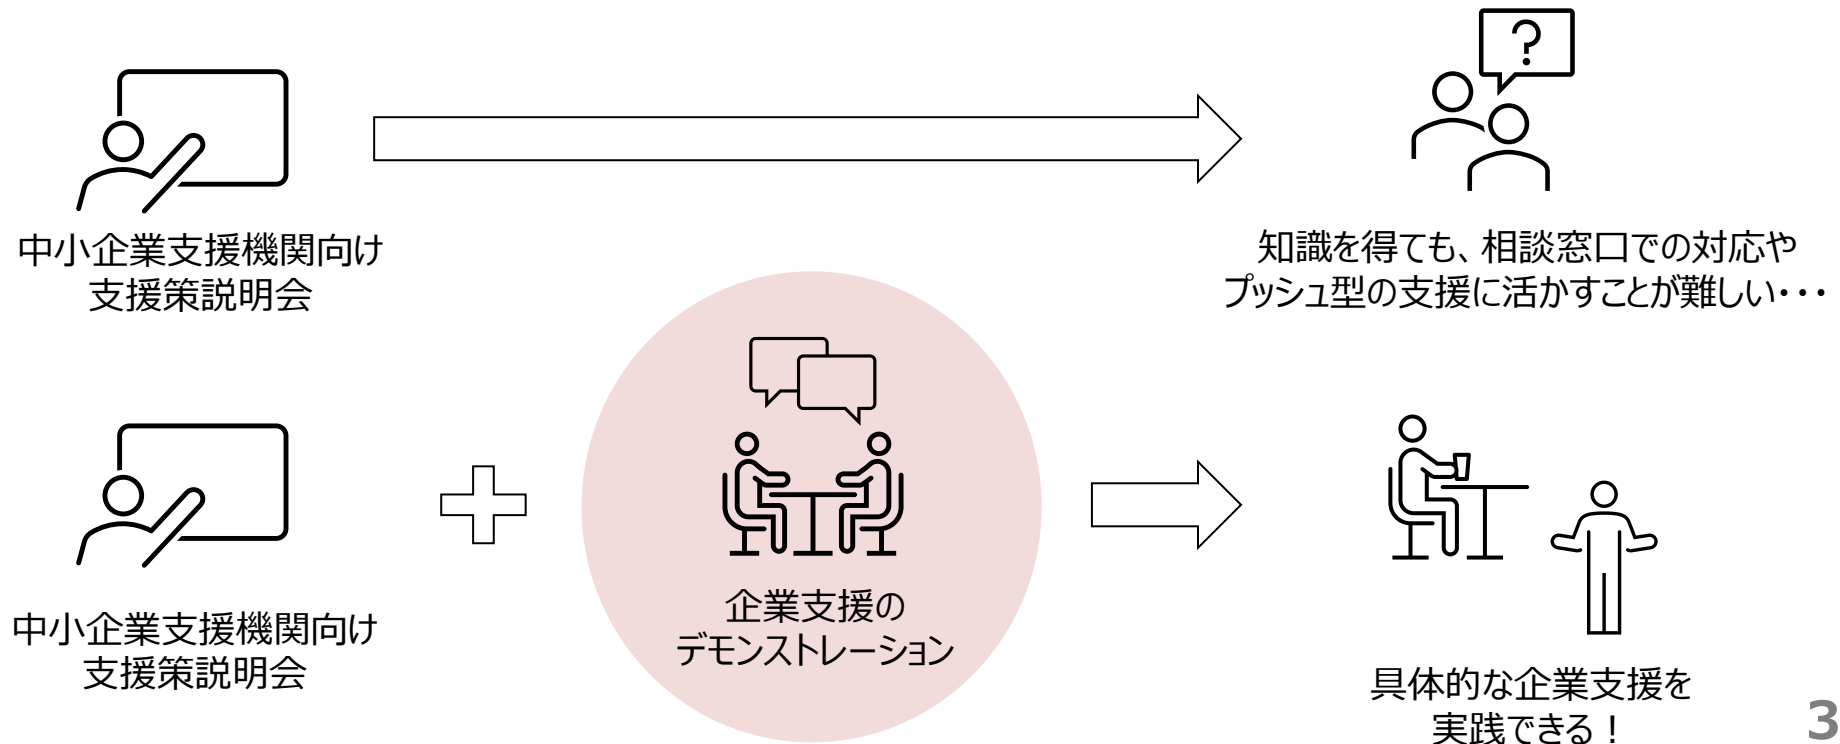 ?
中小企業支援機関向け
支援策説明会
知識を得ても、相談窓口での対応や
プッシュ型の支援に活かすことが難しい・・・
中小企業支援機関向け
支援策説明会
企業支援の
デモンストレーション
具体的な企業支援を
実践できる！
3